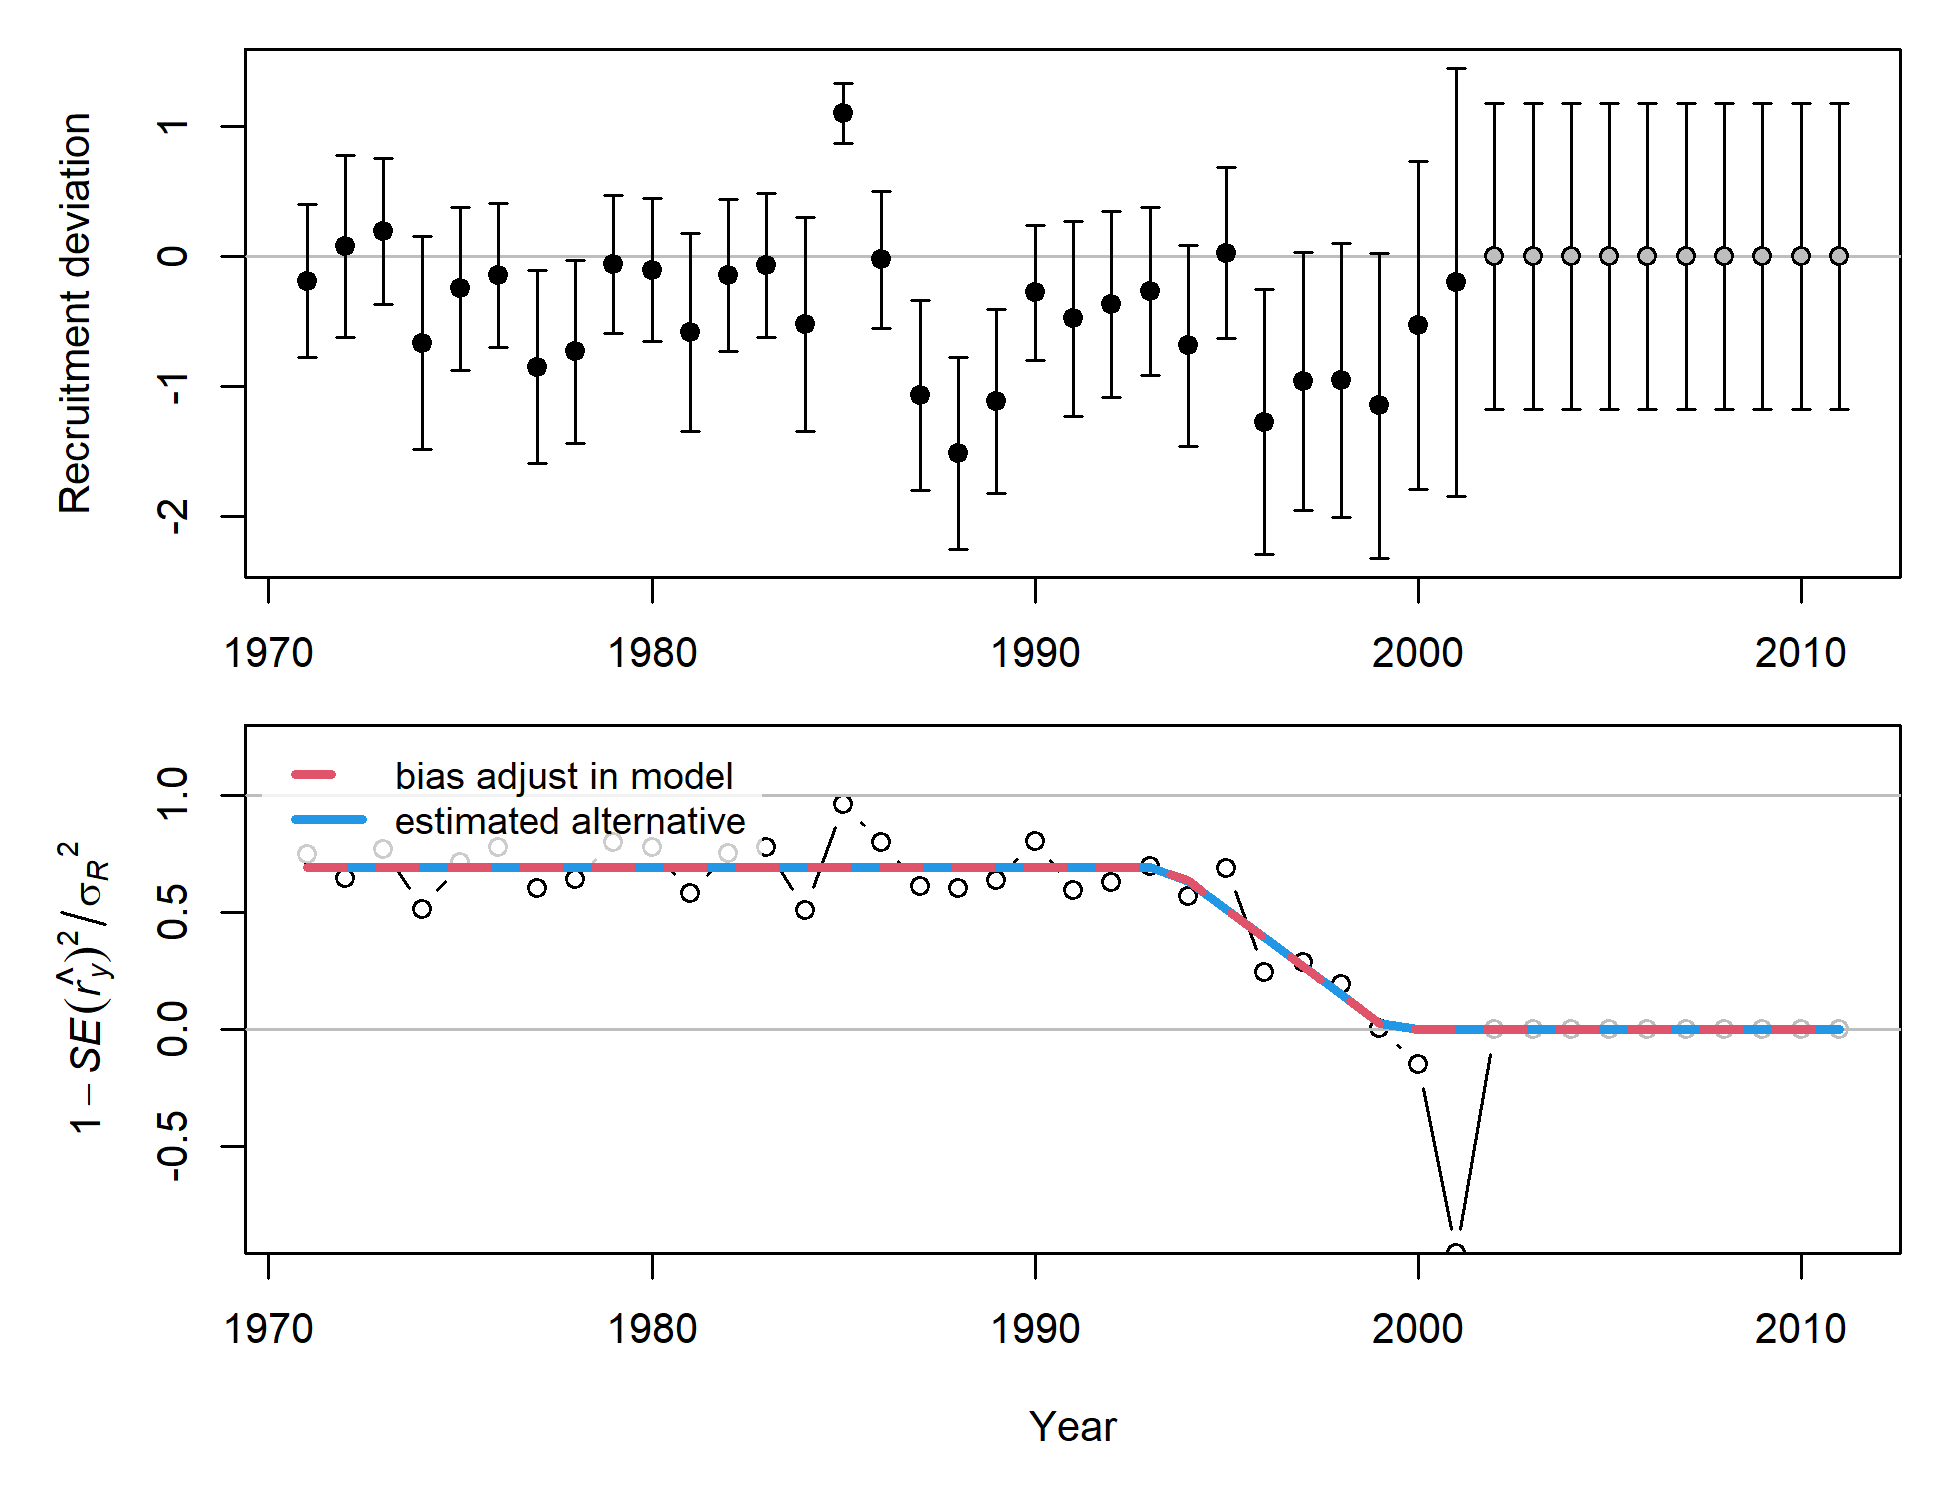 Recruitment deviation
1
0
-1
-2
1970 1980 1990 2000 2010
bias adjust in model
estimated alternative
1 − SE(r̂y)² / σR²
1.0
0.5
0.0
-0.5
1970 1980 1990 2000 2010
Year